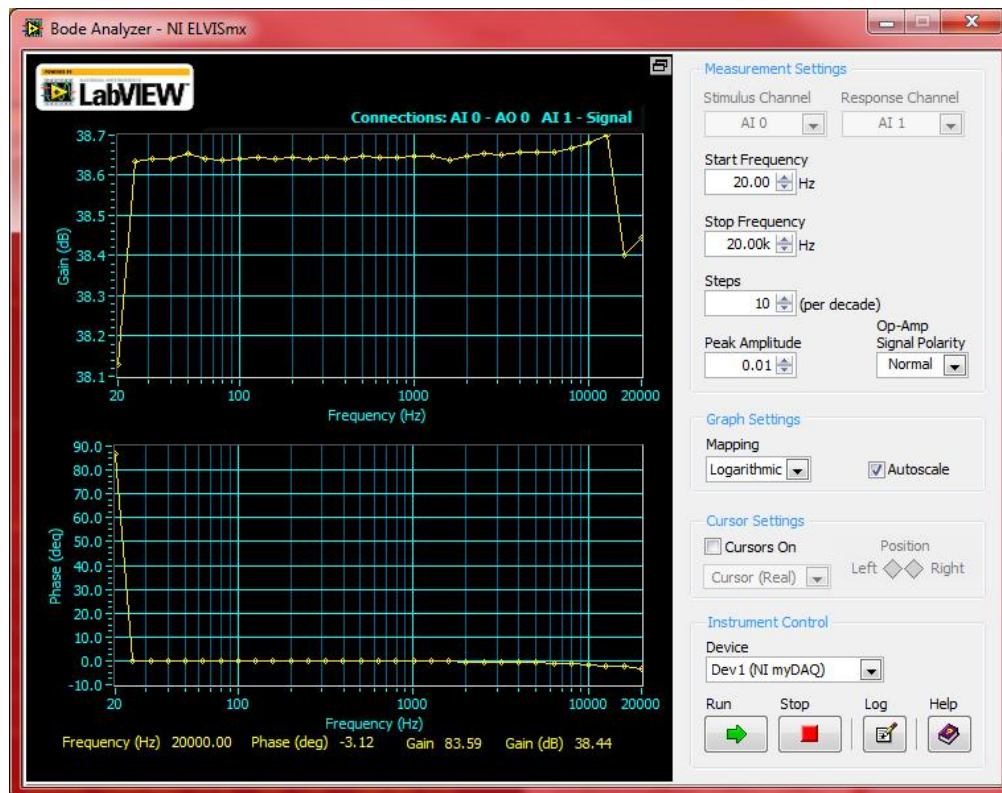 Bode Analyzer - NI ELVISmx
POWERED BY
LabVIEW
Connections: AI 0 - AO 0 AI 1 - Signal
38.7
38.6
38.5
38.4
38.3
38.2
38.1
Gain (dB)
20 100 1000 10000 20000
Frequency (Hz)
90.0
80.0
70.0
60.0
50.0
40.0
30.0
20.0
10.0
0.0
-10.0
Phase (deg)
20 100 1000 10000 20000
Frequency (Hz)
Frequency (Hz) 20000.00 Phase (deg) -3.12 Gain 83.59 Gain (dB) 38.44
Measurement Settings
Stimulus Channel Response Channel
AI 0 AI 1
Start Frequency
20.00 Hz
Stop Frequency
20.00k Hz
Steps
10 (per decade)
Peak Amplitude
0.01
Op-Amp
Signal Polarity
Normal
Graph Settings
Mapping
Logarithmic Autoscale
Cursor Settings
Cursors On Position
Cursor (Real) Left Right
Instrument Control
Device
Dev1 (NI myDAQ)
Run Stop Log Help